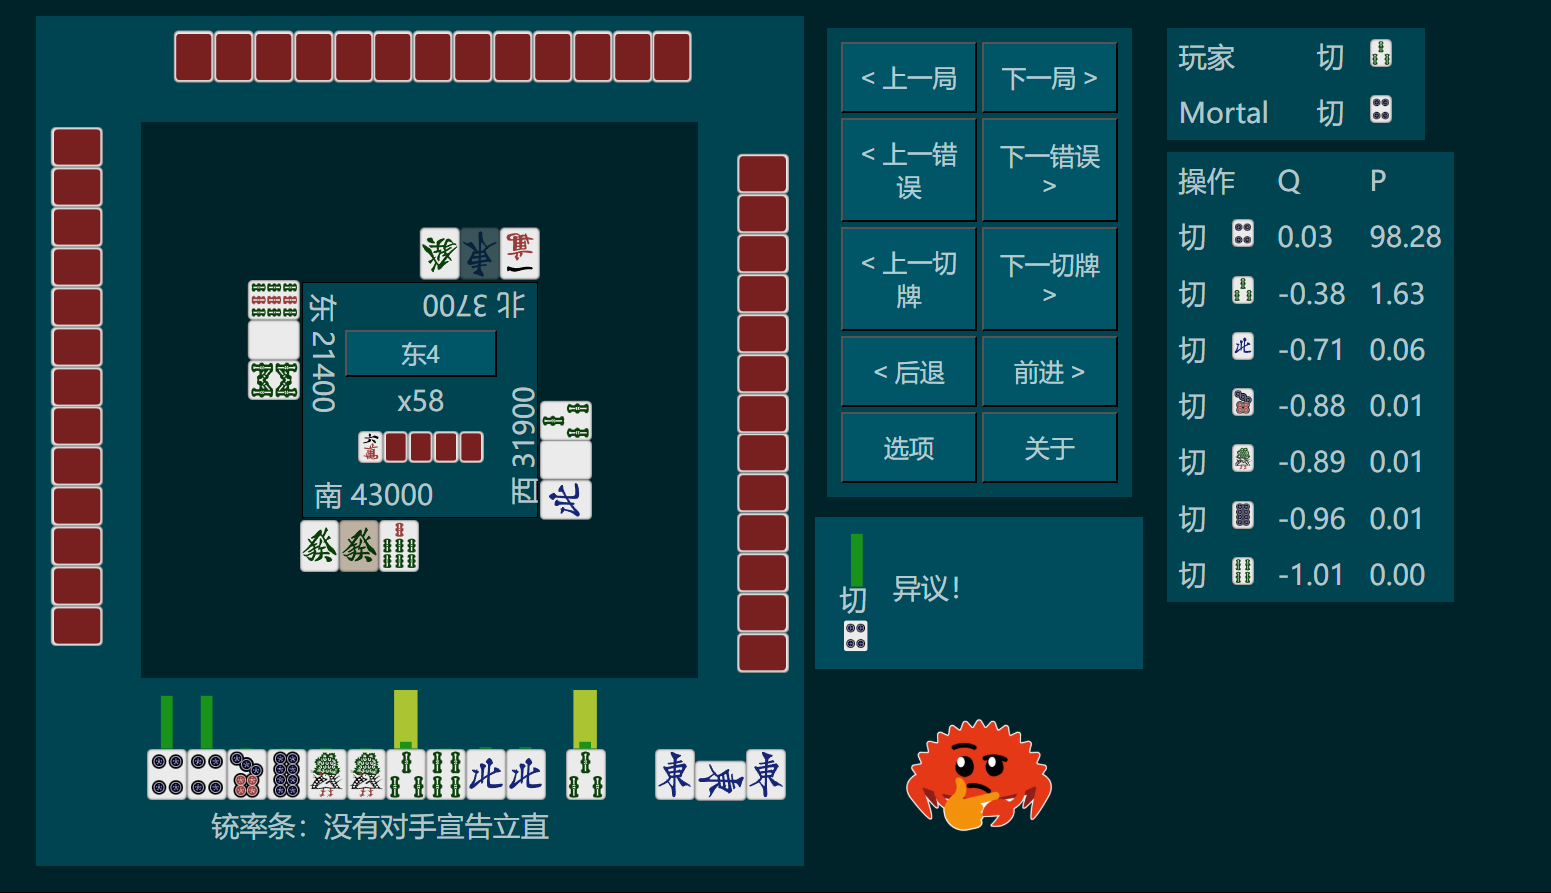 北 3700
东 21400
东4
x58
西 31900
南 43000
铳率条：没有对手宣告立直
< 上一局
下一局 >
< 上一错
误
下一错误
>
< 上一切
牌
下一切牌
>
< 后退
前进 >
选项
关于
切
异议！
玩家 切
Mortal 切
操作 Q P
切 0.03 98.28
切 -0.38 1.63
切 -0.71 0.06
切 -0.88 0.01
切 -0.89 0.01
切 -0.96 0.01
切 -1.01 0.00